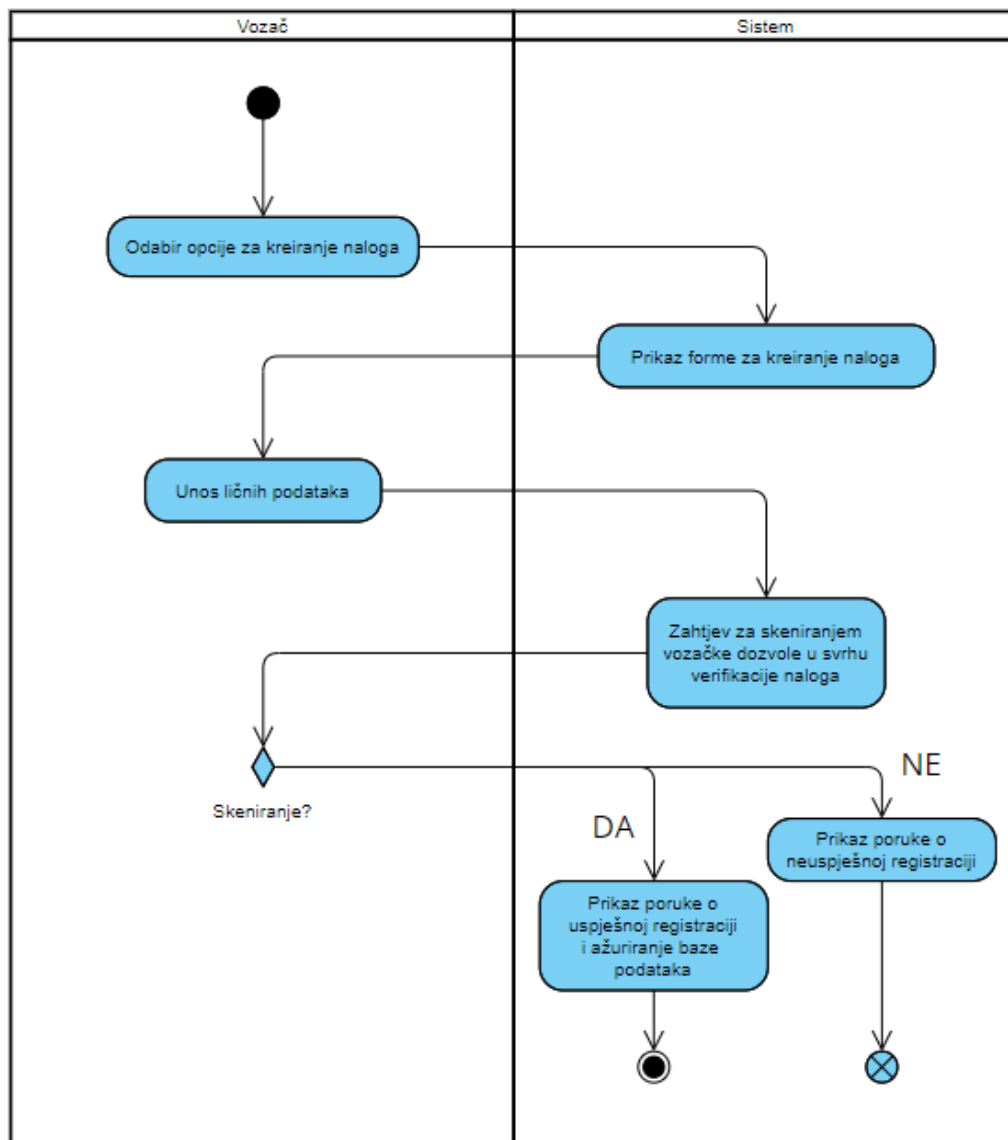 Vozač
Sistem
Odabir opcije za kreiranje naloga
Prikaz forme za kreiranje naloga
Unos ličnih podataka
Zahtjev za skeniranjem
vozačke dozvole u svrhu
verifikacije naloga
Skeniranje?
NE
DA
Prikaz poruke o
neuspješnoj registraciji
Prikaz poruke o
uspješnoj registraciji
i ažuriranje baze
podataka